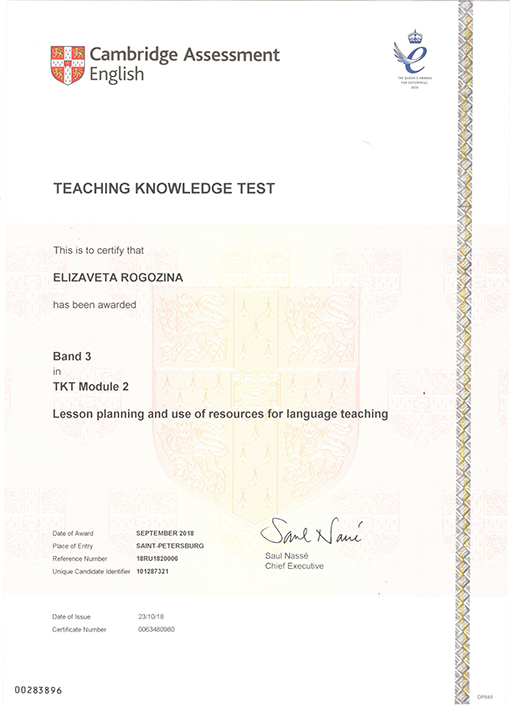 Cambridge Assessment
English
THE QUEEN'S AWARDS
FOR ENTERPRISE
2015
TEACHING KNOWLEDGE TEST
This is to certify that
ELIZAVETA ROGOZINA
has been awarded
Band 3
in
TKT Module 2
Lesson planning and use of resources for language teaching
Date of Award SEPTEMBER 2018
Place of Entry SAINT-PETERSBURG
Reference Number 18RU1820006
Unique Candidate Identifier 101287321
Saul Nassé
Saul Nassé
Chief Executive
Date of Issue 23/10/18
Certificate Number 0063480980
00283896
DP645